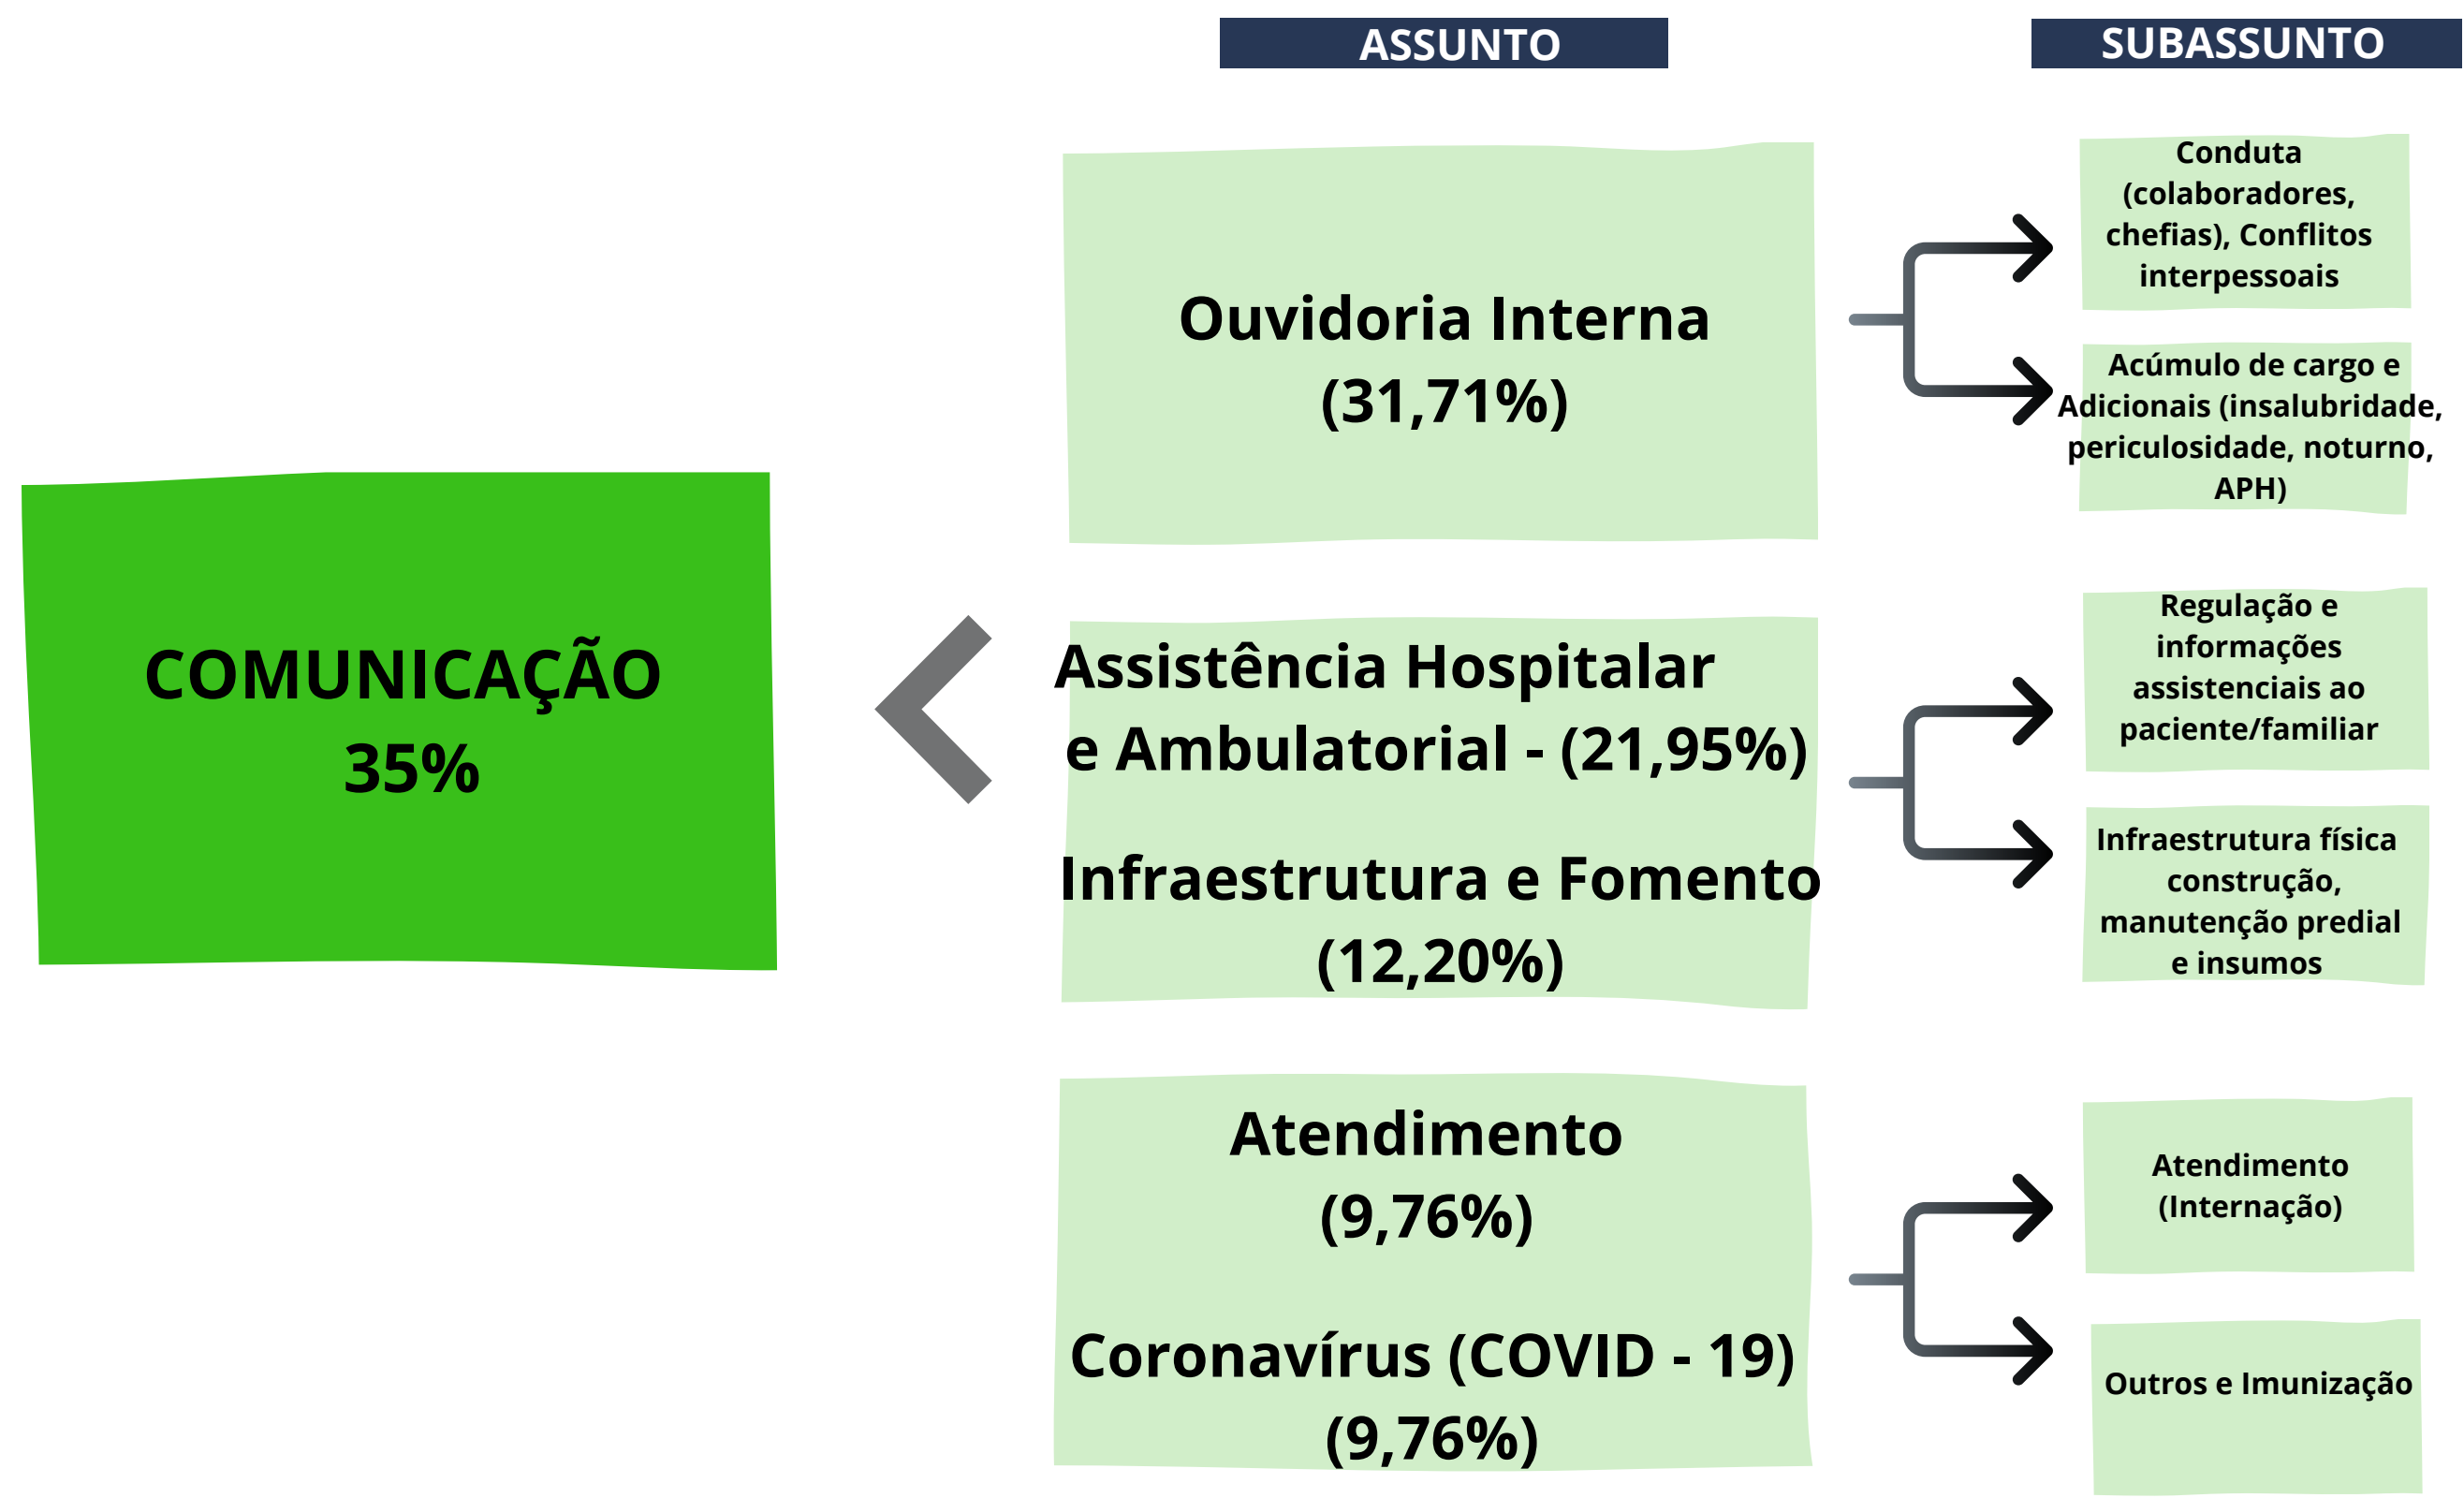 ASSUNTO
SUBASSUNTO
COMUNICAÇÃO
35%
Ouvidoria Interna
(31,71%)
Conduta
(colaboradores,
chefias), Conflitos
interpessoais
Acúmulo de cargo e
Adicionais (insalubridade,
periculosidade, noturno,
APH)
Assistência Hospitalar
e Ambulatorial - (21,95%)
Infraestrutura e Fomento
(12,20%)
Regulação e
informações
assistenciais ao
paciente/familiar
Infraestrutura física
construção,
manutenção predial
e insumos
Atendimento
(9,76%)
Coronavírus (COVID - 19)
(9,76%)
Atendimento
(Internação)
Outros e Imunização